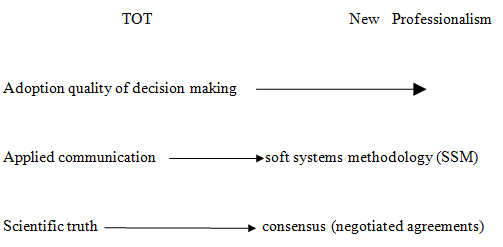 TOT New Professionalism
Adoption quality of decision making
Applied communication soft systems methodology (SSM)
Scientific truth consensus (negotiated agreements)